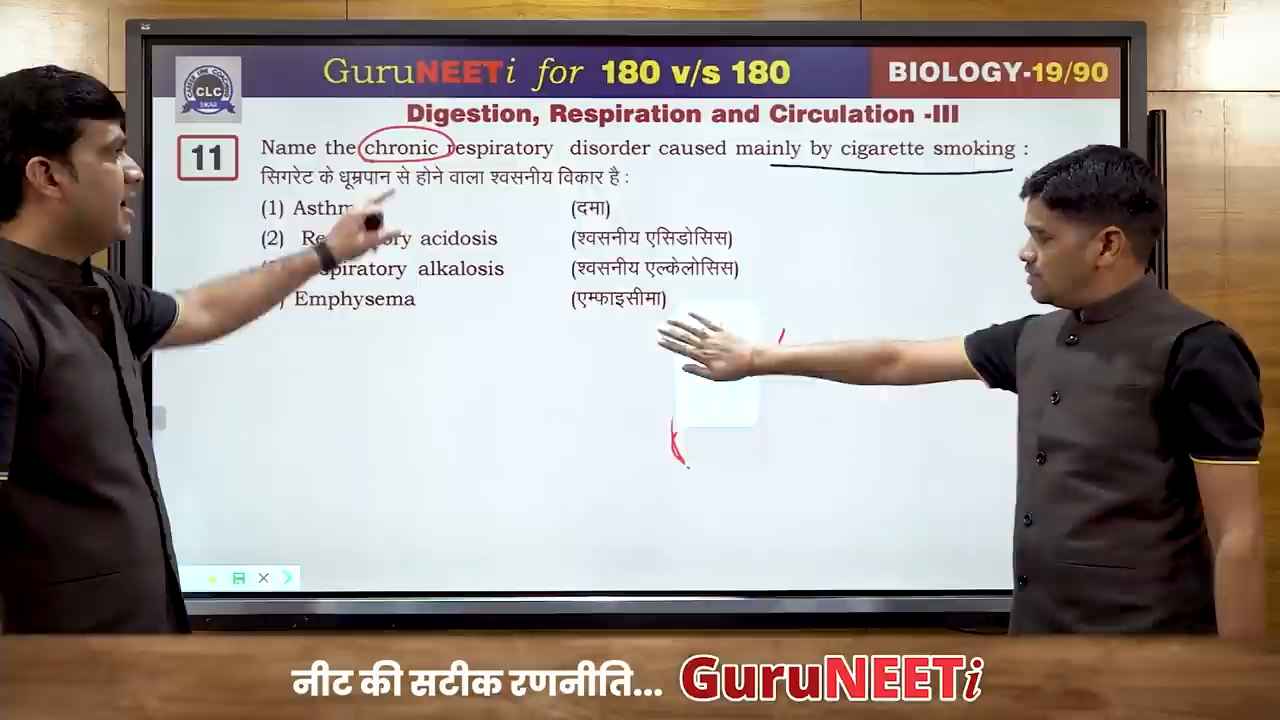 GuruNEETi for 180 v/s 180
BIOLOGY-19/90
CLC
Digestion, Respiration and Circulation -III
11
Name the chronic respiratory disorder caused mainly by cigarette smoking :
सिगरेट के धूम्रपान से होने वाला श्वसनीय विकार है :
(1) Asthm (दमा)
(2) Re ry acidosis (श्वसनीय एसिडोसिस)
spiratory alkalosis (श्वसनीय एल्केलोसिस)
) Emphysema (एम्फाइसीमा)
नीट की सटीक रणनीति... GuruNEETi